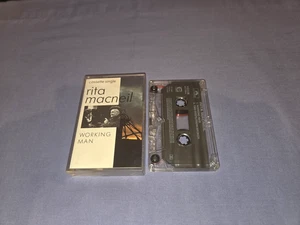 cassette single
rita
macneil
WORKING
MAN